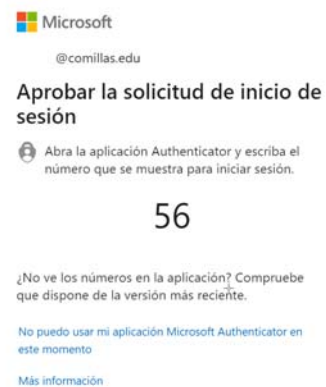 Microsoft
@comillas.edu
Aprobar la solicitud de inicio de
sesión
Abra la aplicación Authenticator y escriba el
número que se muestra para iniciar sesión.
56
¿No ve los números en la aplicación? Compruebe
que dispone de la versión más reciente.
No puedo usar mi aplicación Microsoft Authenticator en
este momento
Más información